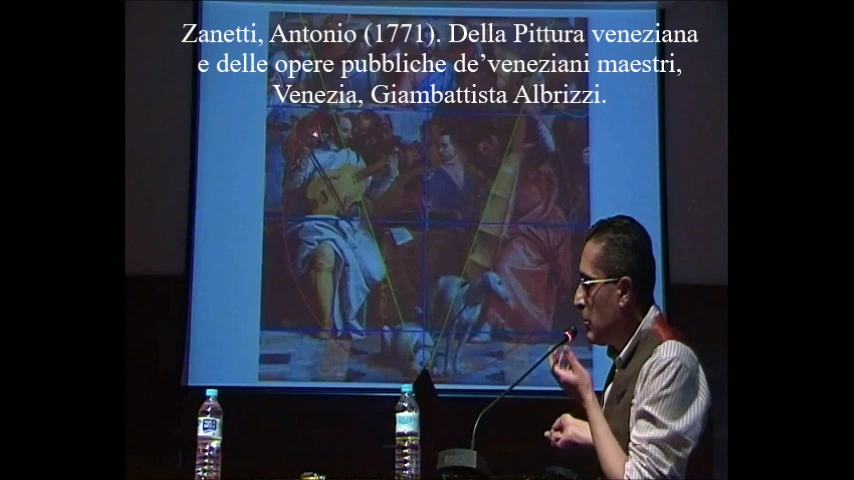 Zanetti, Antonio (1771). Della Pittura veneziana
e delle opere pubbliche de’veneziani maestri,
Venezia, Giambattista Albrizzi.